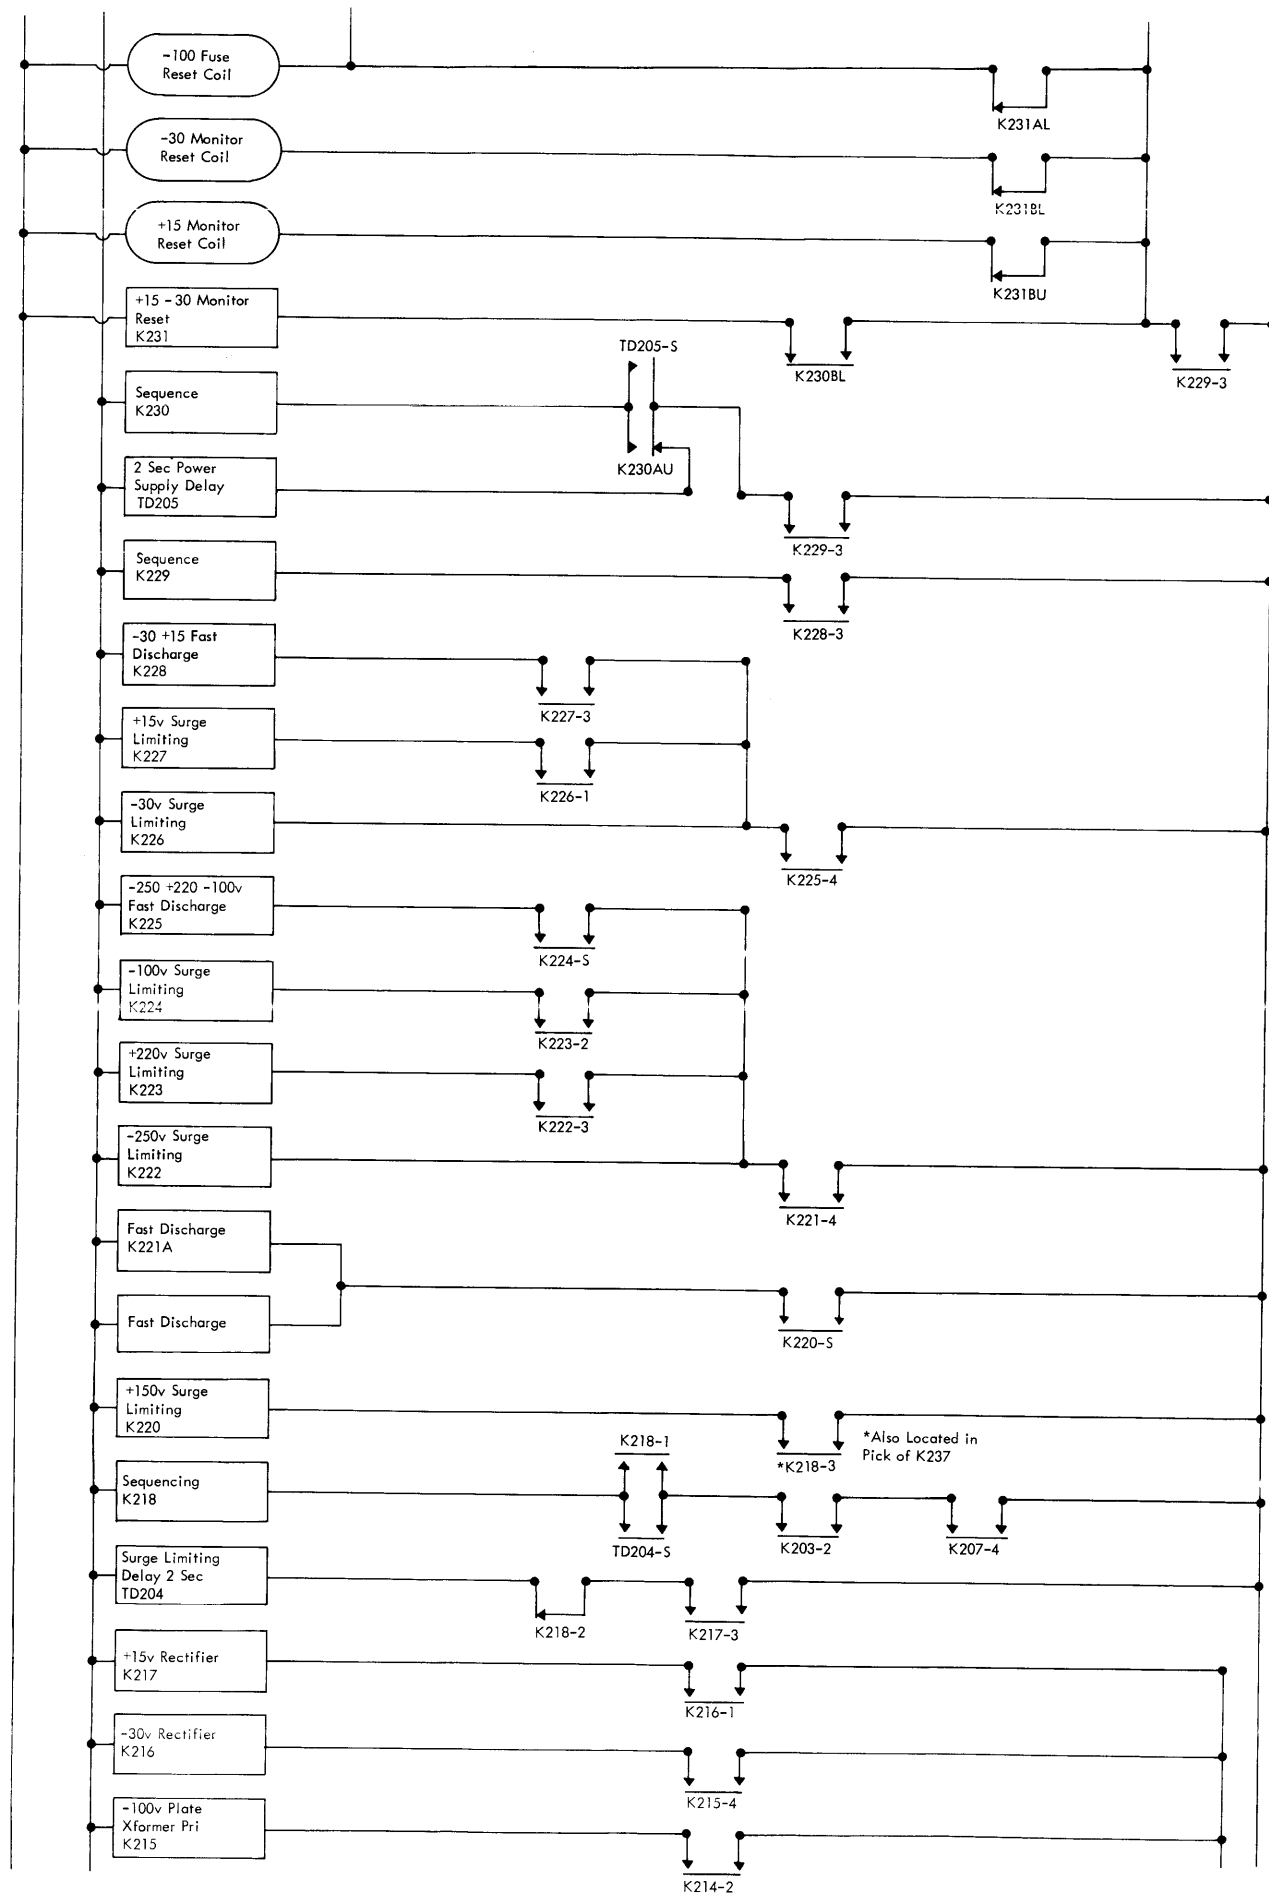 -100 Fuse
Reset Coil
K231AL
-30 Monitor
Reset Coil
K231BL
+15 Monitor
Reset Coil
K231BU
+15 -30 Monitor
Reset
K231
K230BL
K229-3
TD205-S
Sequence
K230
K230AU
2 Sec Power
Supply Delay
TD205
K229-3
Sequence
K229
K228-3
-30 +15 Fast
Discharge
K228
K227-3
+15v Surge
Limiting
K227
K226-1
-30v Surge
Limiting
K226
K225-4
-250 +220 -100v
Fast Discharge
K225
K224-S
-100v Surge
Limiting
K224
K223-2
+220v Surge
Limiting
K223
K222-3
-250v Surge
Limiting
K222
K221-4
Fast Discharge
K221A
Fast Discharge
K220-S
+150v Surge
Limiting
K220
*K218-3
*Also Located in
Pick of K237
K218-1
Sequencing
K218
TD204-S
K203-2
K207-4
Surge Limiting
Delay 2 Sec
TD204
K218-2
K217-3
+15v Rectifier
K217
K216-1
-30v Rectifier
K216
K215-4
-100v Plate
Xformer Pri
K215
K214-2